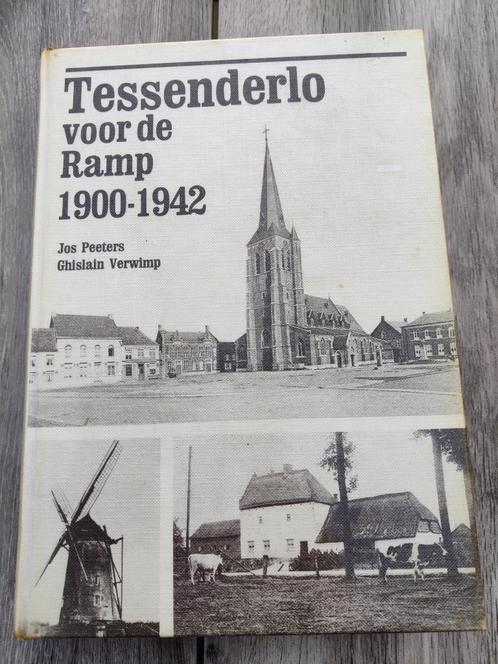 Tessenderlo
voor de
Ramp
1900-1942
Jos Peeters
Ghislain Verwimp